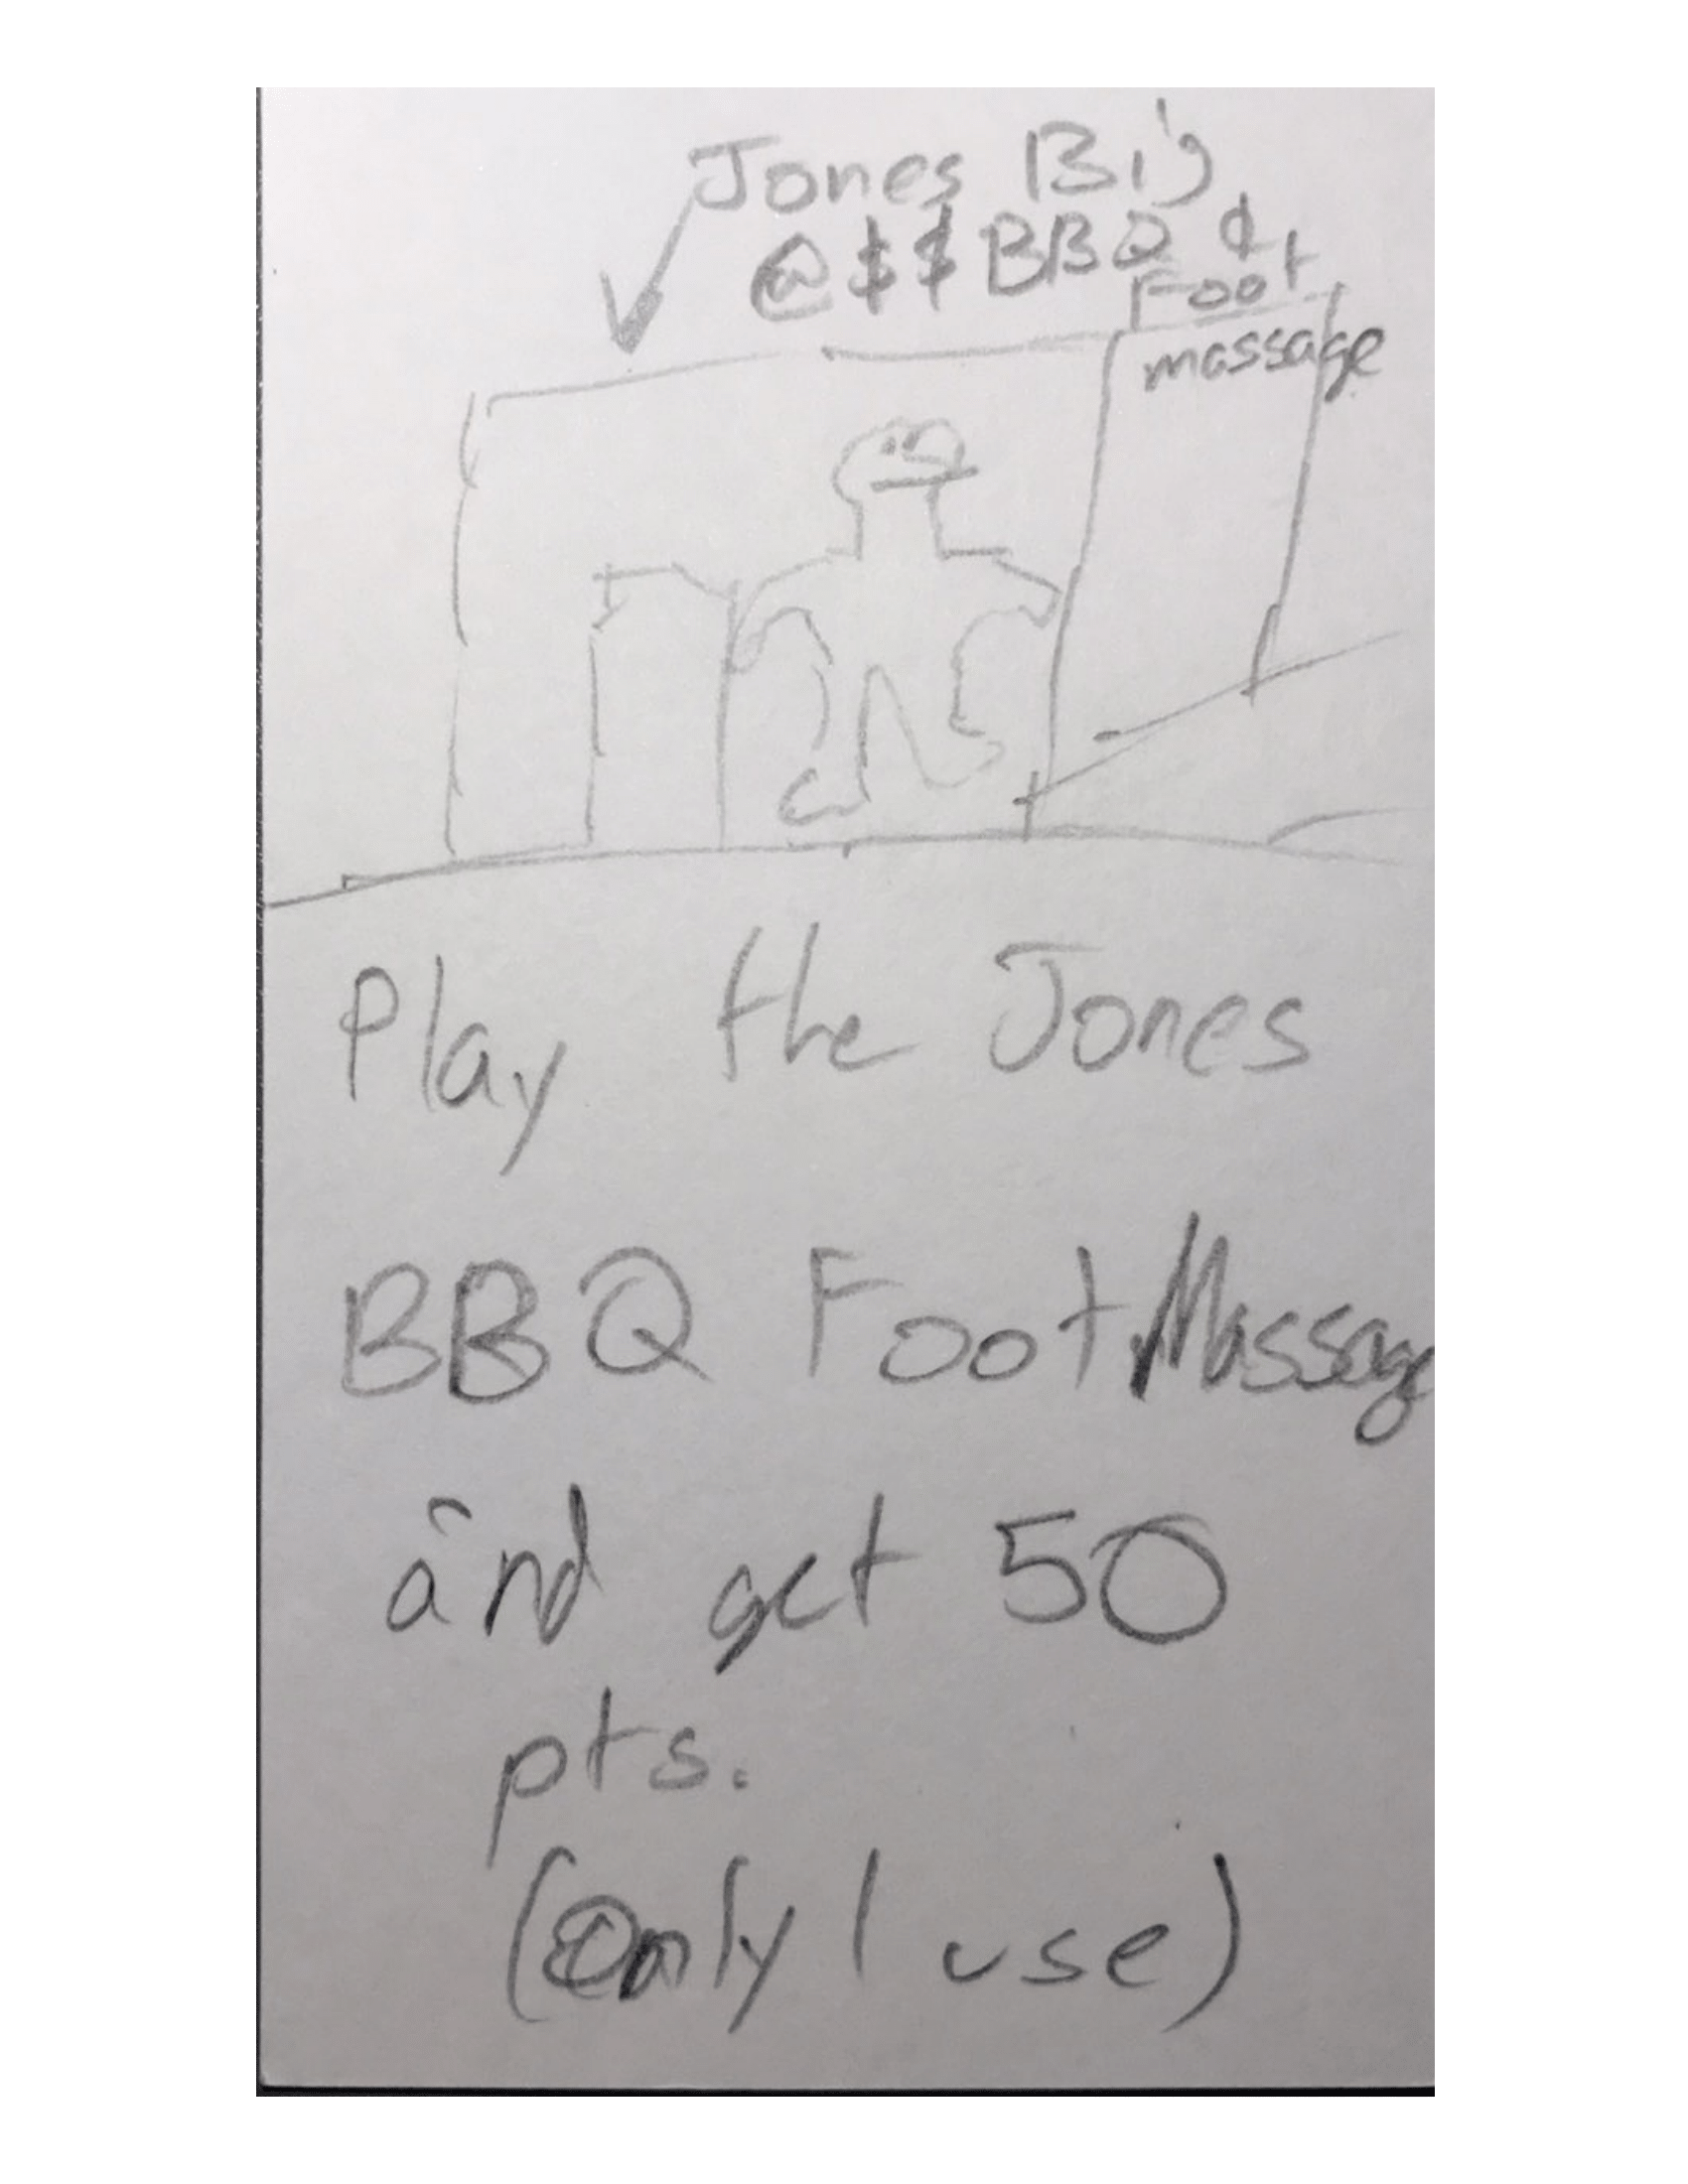 Jones Big
@$$ BBQ &
Foot
massage
Play the Jones
BBQ Foot Massage
and get 50
pts.
(Only 1 use)